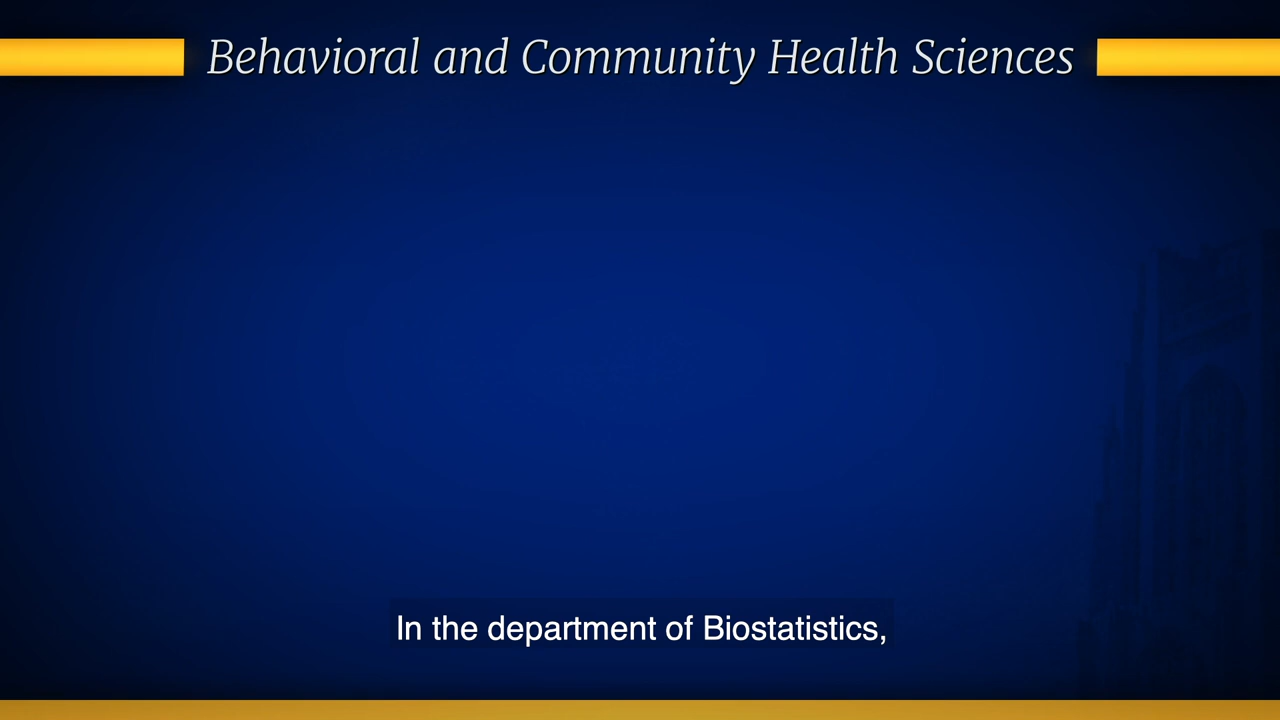 Behavioral and Community Health Sciences
In the department of Biostatistics,